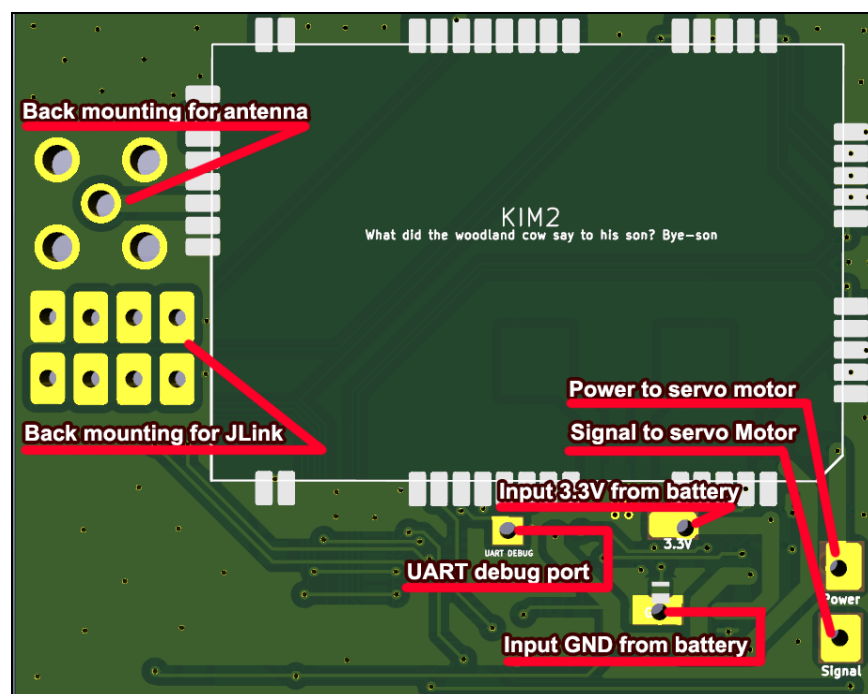 Back mounting for antenna
KIM2
What did the woodland cow say to his son? Bye-son
Power to servo motor
Back mounting for JLink
Signal to servo Motor
Input 3.3V from battery
3.3V
UART DEBUG
UART debug port
Power
Input GND from battery
Signal